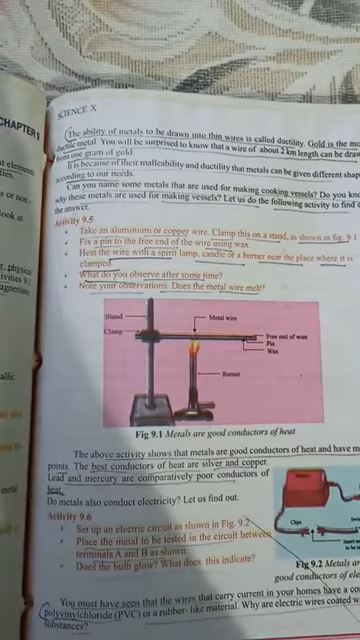 CHAPTER 9
SCIENCE X
The ability of metals to be drawn into thin wires is called ductility. Gold is the mo
ductile metal. You will be surprised to know that a wire of about 2 km length can be draw
from one gram of gold
It is because of their malleability and ductility that metals can be given different shap
according to our needs.
Can you name some metals that are used for making cooking vessels? Do you kno
why these metals are used for making vessels? Let us do the following activity to find o
the answer.
Activity 9.5
• Take an aluminium or copper wire. Clamp this on a stand, as shown in fig. 9.1
• Fix a pin to the free end of the wire using wax.
• Heat the wire with a spirit lamp, candle or a burner near the place where it is
clamped.
• What do you observe after some time?
• Note your observations. Does the metal wire melt?
Stand
Metal wire
Clamp
Free end of wire
Pin
Wax
Burner
Fig 9.1 Metals are good conductors of heat
The above activity shows that metals are good conductors of heat and have m
points. The best conductors of heat are silver and copper.
Lead and mercury are comparatively poor conductors of
heat.
Do metals also conduct electricity? Let us find out.
Activity 9.6
• Set up an electric circuit as shown in Fig. 9.2
• Place the metal to be tested in the circuit between
terminals A and B as shown.
• Does the bulb glow? What does this indicate?
Clips
Fig 9.2 Metals ar
good conductors of ele
You must have seen that the wires that carry current in your homes have a co
polyvinylchloride (PVC) or a rubber- like material. Why are electric wires coated w
substances?